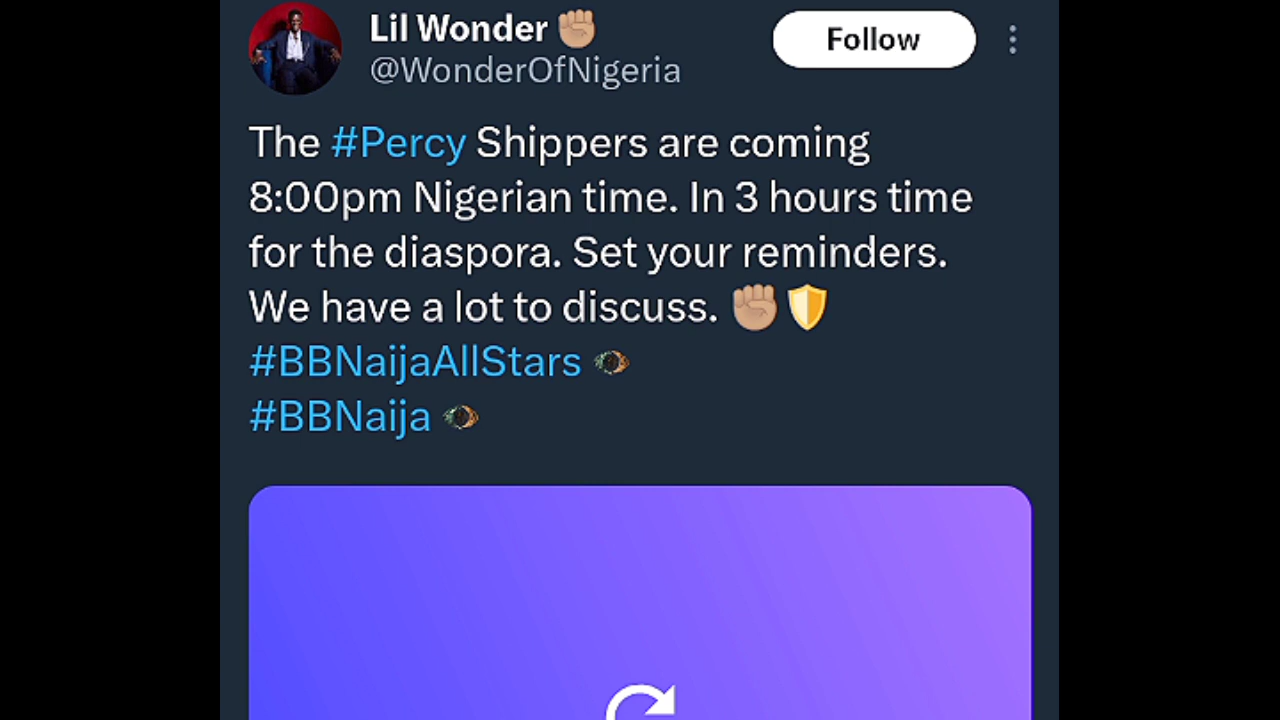 Lil Wonder ✊🏼
@WonderOfNigeria
Follow
The #Percy Shippers are coming
8:00pm Nigerian time. In 3 hours time
for the diaspora. Set your reminders.
We have a lot to discuss. ✊🏼🛡️
#BBNaijaAllStars
#BBNaija